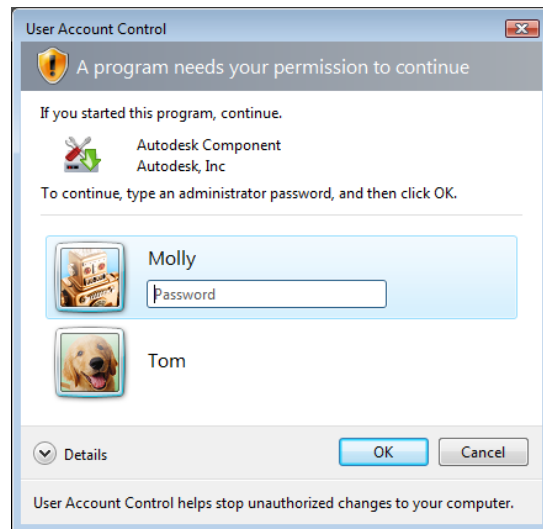 User Account Control
A program needs your permission to continue
If you started this program, continue.
Autodesk Component
Autodesk, Inc
To continue, type an administrator password, and then click OK.
Molly
Password
Tom
Details
OK
Cancel
User Account Control helps stop unauthorized changes to your computer.